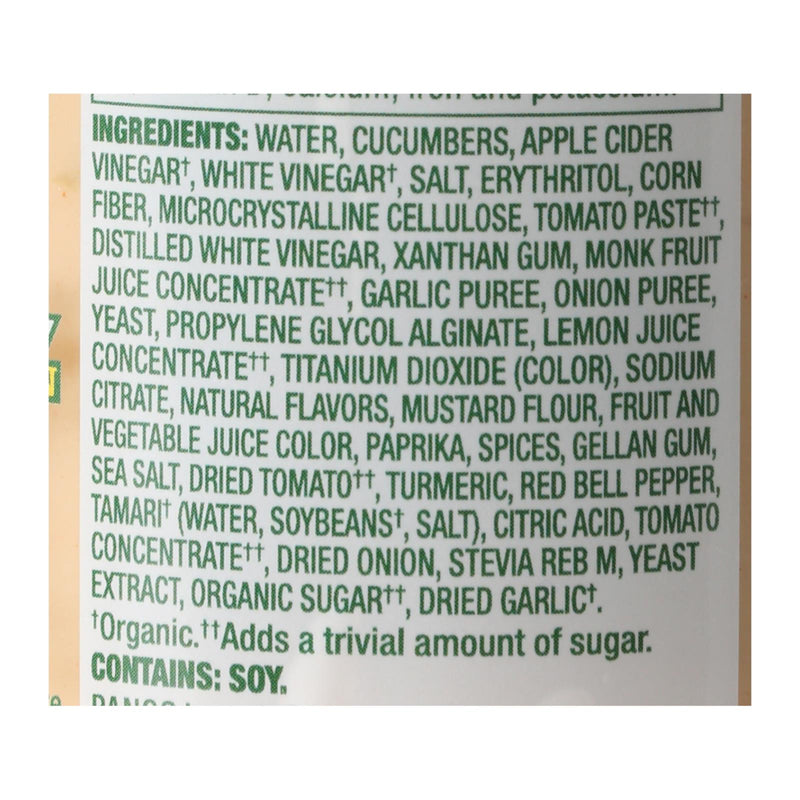 calcium, iron and potassium.
INGREDIENTS: WATER, CUCUMBERS, APPLE CIDER
VINEGAR†, WHITE VINEGAR†, SALT, ERYTHRITOL, CORN
FIBER, MICROCRYSTALLINE CELLULOSE, TOMATO PASTE††,
DISTILLED WHITE VINEGAR, XANTHAN GUM, MONK FRUIT
JUICE CONCENTRATE††, GARLIC PUREE, ONION PUREE,
YEAST, PROPYLENE GLYCOL ALGINATE, LEMON JUICE
CONCENTRATE††, TITANIUM DIOXIDE (COLOR), SODIUM
CITRATE, NATURAL FLAVORS, MUSTARD FLOUR, FRUIT AND
VEGETABLE JUICE COLOR, PAPRIKA, SPICES, GELLAN GUM,
SEA SALT, DRIED TOMATO††, TURMERIC, RED BELL PEPPER,
TAMARI† (WATER, SOYBEANS†, SALT), CITRIC ACID, TOMATO
CONCENTRATE††, DRIED ONION, STEVIA REB M, YEAST
EXTRACT, ORGANIC SUGAR††, DRIED GARLIC†.
†Organic.††Adds a trivial amount of sugar.
CONTAINS: SOY.